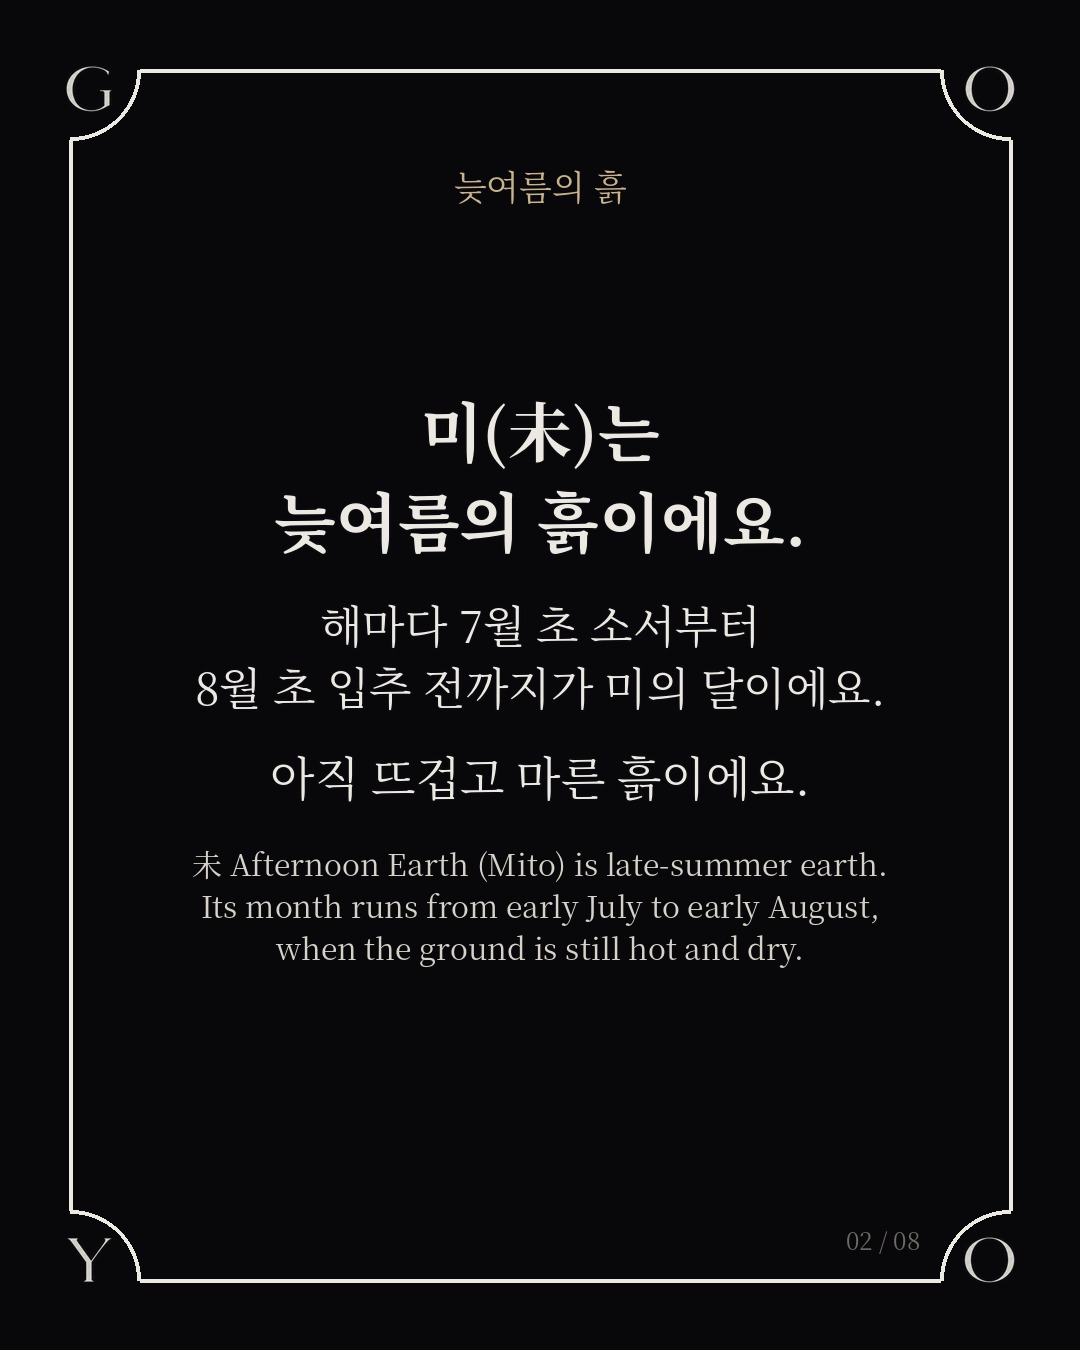 G O
늦여름의 흙
미(未)는
늦여름의 흙이에요.
해마다 7월 초 소서부터
8월 초 입추 전까지가 미의 달이에요.
아직 뜨겁고 마른 흙이에요.
未 Afternoon Earth (Mito) is late-summer earth.
Its month runs from early July to early August,
when the ground is still hot and dry.
02 / 08
Y O